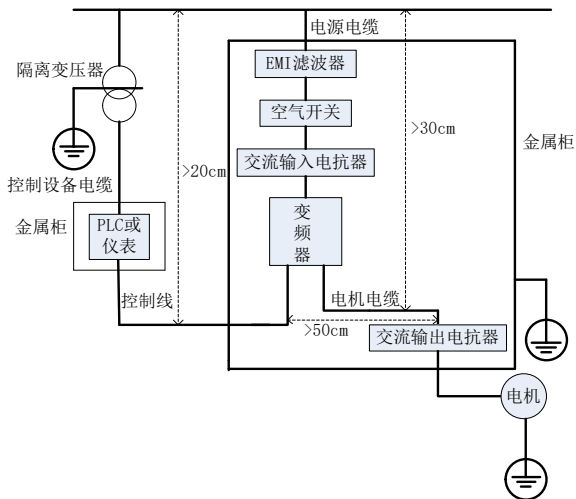 电源电缆
隔离变压器
EMI滤波器
空气开关
>30cm
金属柜
>20cm
交流输入电抗器
控制设备电缆
金属柜
PLC或
仪表
变
频
器
控制线
电机电缆
>50cm
交流输出电抗器
电机